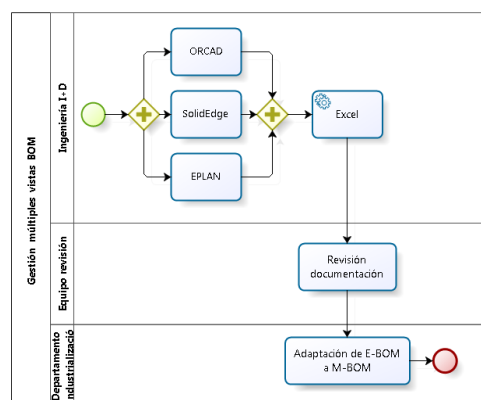 Gestión múltiples vistas BOM
Ingeniería I+D
ORCAD
SolidEdge
EPLAN
Excel
Equipo revisión
Revisión
documentación
Departamento
ndustrializació
Adaptación de E-BOM
a M-BOM